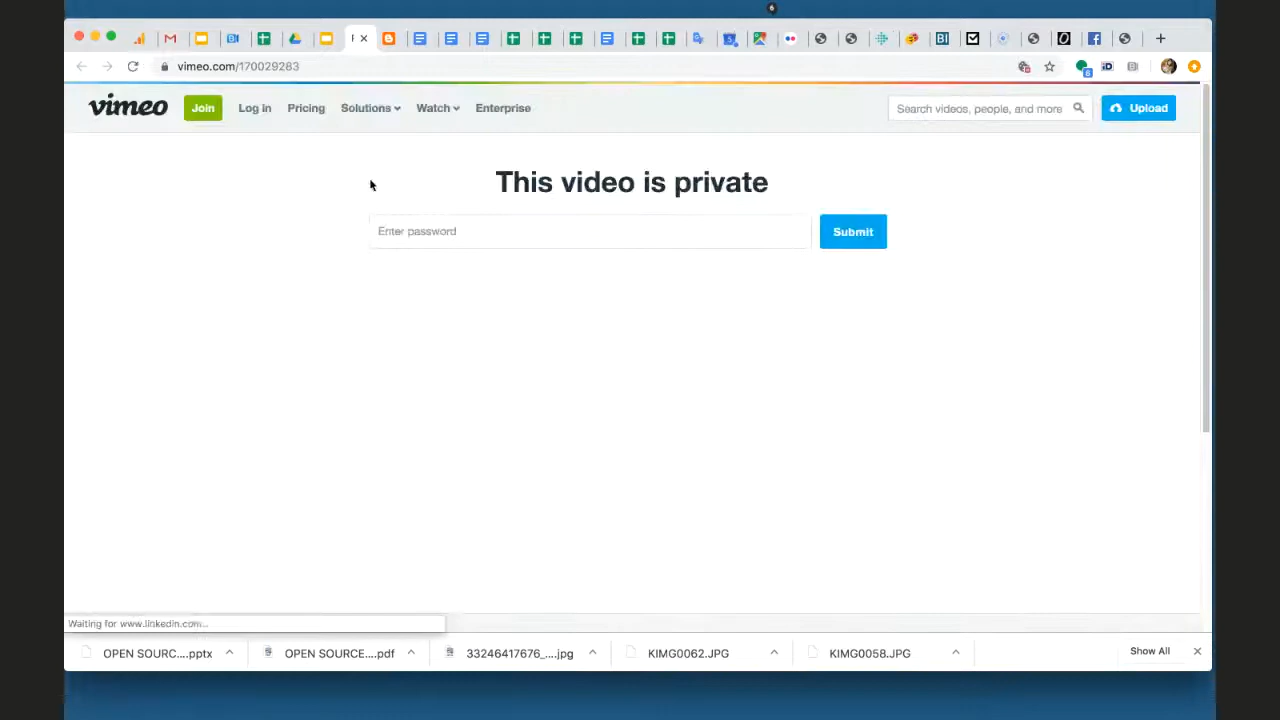 vimeo.com/170029283
vimeo Join Log in Pricing Solutions Watch Enterprise Search videos, people, and more Upload
This video is private
Enter password Submit
Waiting for www.linkedin.com...
OPEN SOURC....pptx OPEN SOURCE....pdf 33246417676_....jpg KIMG0062.JPG KIMG0058.JPG Show All